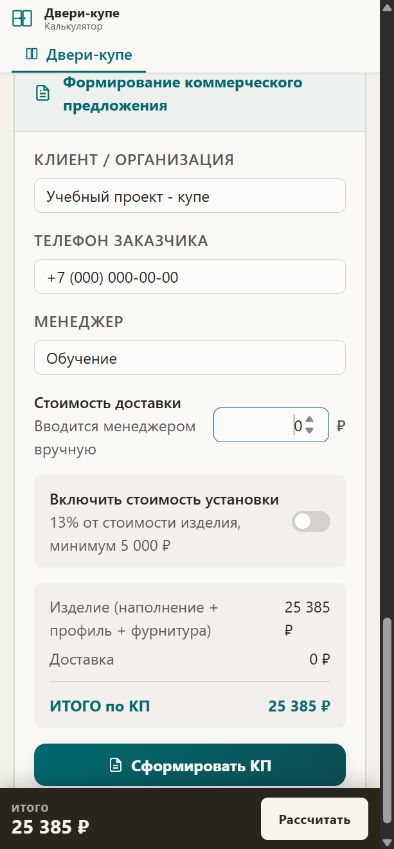 Двери-купе
Калькулятор
Двери-купе
Формирование коммерческого
предложения
КЛИЕНТ / ОРГАНИЗАЦИЯ
Учебный проект - купе
ТЕЛЕФОН ЗАКАЗЧИКА
+7 (000) 000-00-00
МЕНЕДЖЕР
Обучение
Стоимость доставки
Вводится менеджером
вручную
0 ₽
Включить стоимость установки
13% от стоимости изделия,
минимум 5 000 ₽
Изделие (наполнение +
профиль + фурнитура)
25 385
₽
Доставка
0 ₽
ИТОГО по КП
25 385 ₽
Сформировать КП
ИТОГО
25 385 ₽
Рассчитать